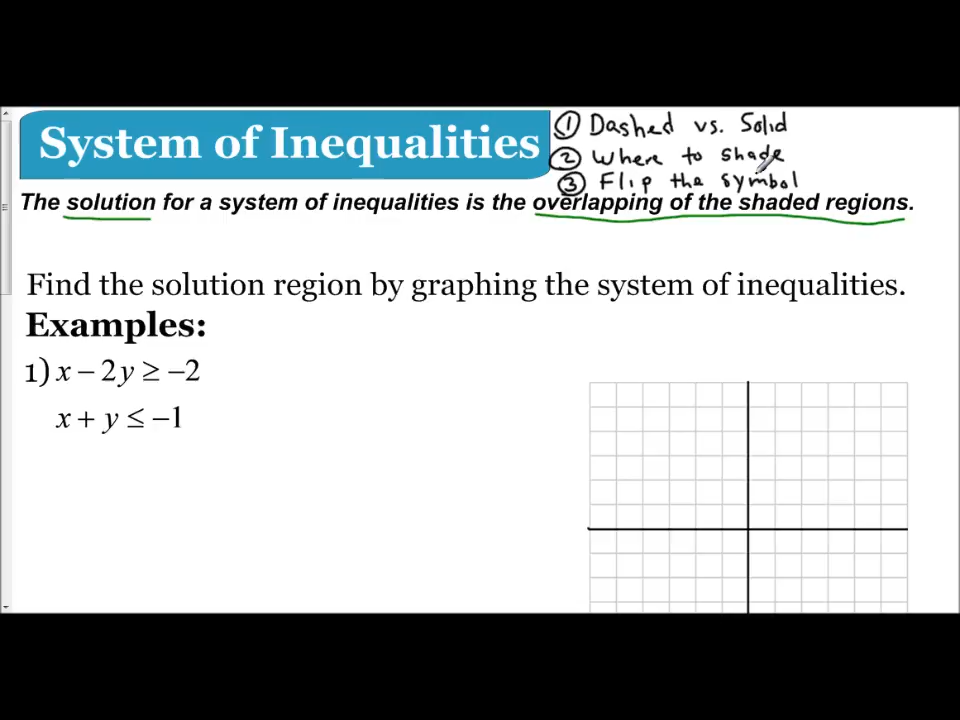 System of Inequalities
① Dashed vs. Solid
② Where to shade
③ Flip the symbol
The solution for a system of inequalities is the overlapping of the shaded regions.
Find the solution region by graphing the system of inequalities.
Examples:
1) x − 2y ≥ −2
x + y ≤ −1